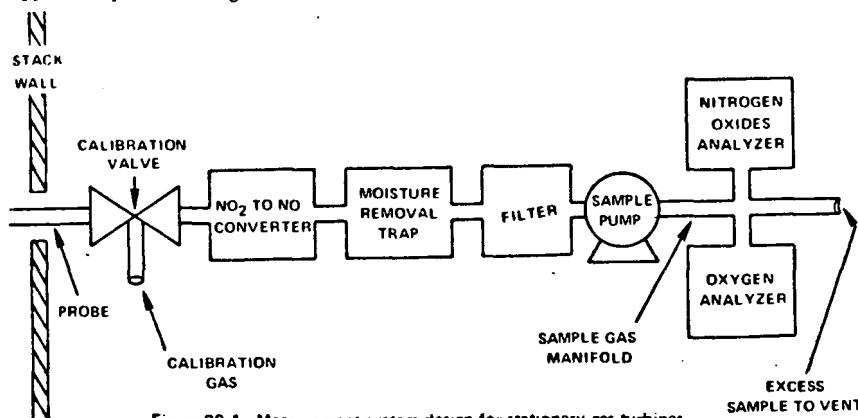 STACK
WALL
CALIBRATION
VALVE
NO2 TO NO
CONVERTER
MOISTURE
REMOVAL
TRAP
FILTER
SAMPLE
PUMP
NITROGEN
OXIDES
ANALYZER
OXYGEN
ANALYZER
PROBE
CALIBRATION
GAS
SAMPLE GAS
MANIFOLD
EXCESS
SAMPLE TO VENT
system design for stationary gas turbines